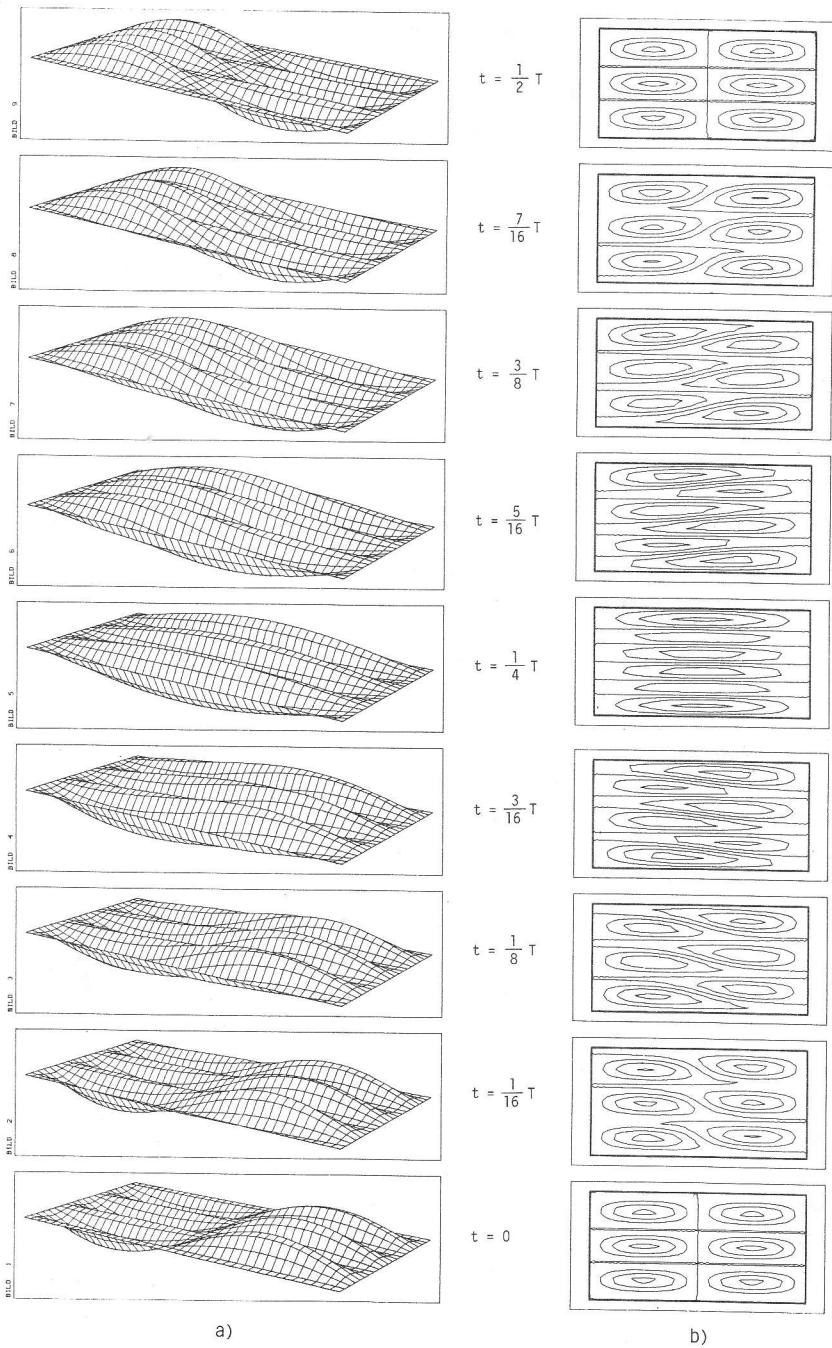 BILD 9
t = 1/2 T
BILD 8
t = 7/16 T
BILD 7
t = 3/8 T
BILD 6
t = 5/16 T
BILD 5
t = 1/4 T
BILD 4
t = 3/16 T
BILD 3
t = 1/8 T
BILD 2
t = 1/16 T
BILD 1
t = 0
a)
b)